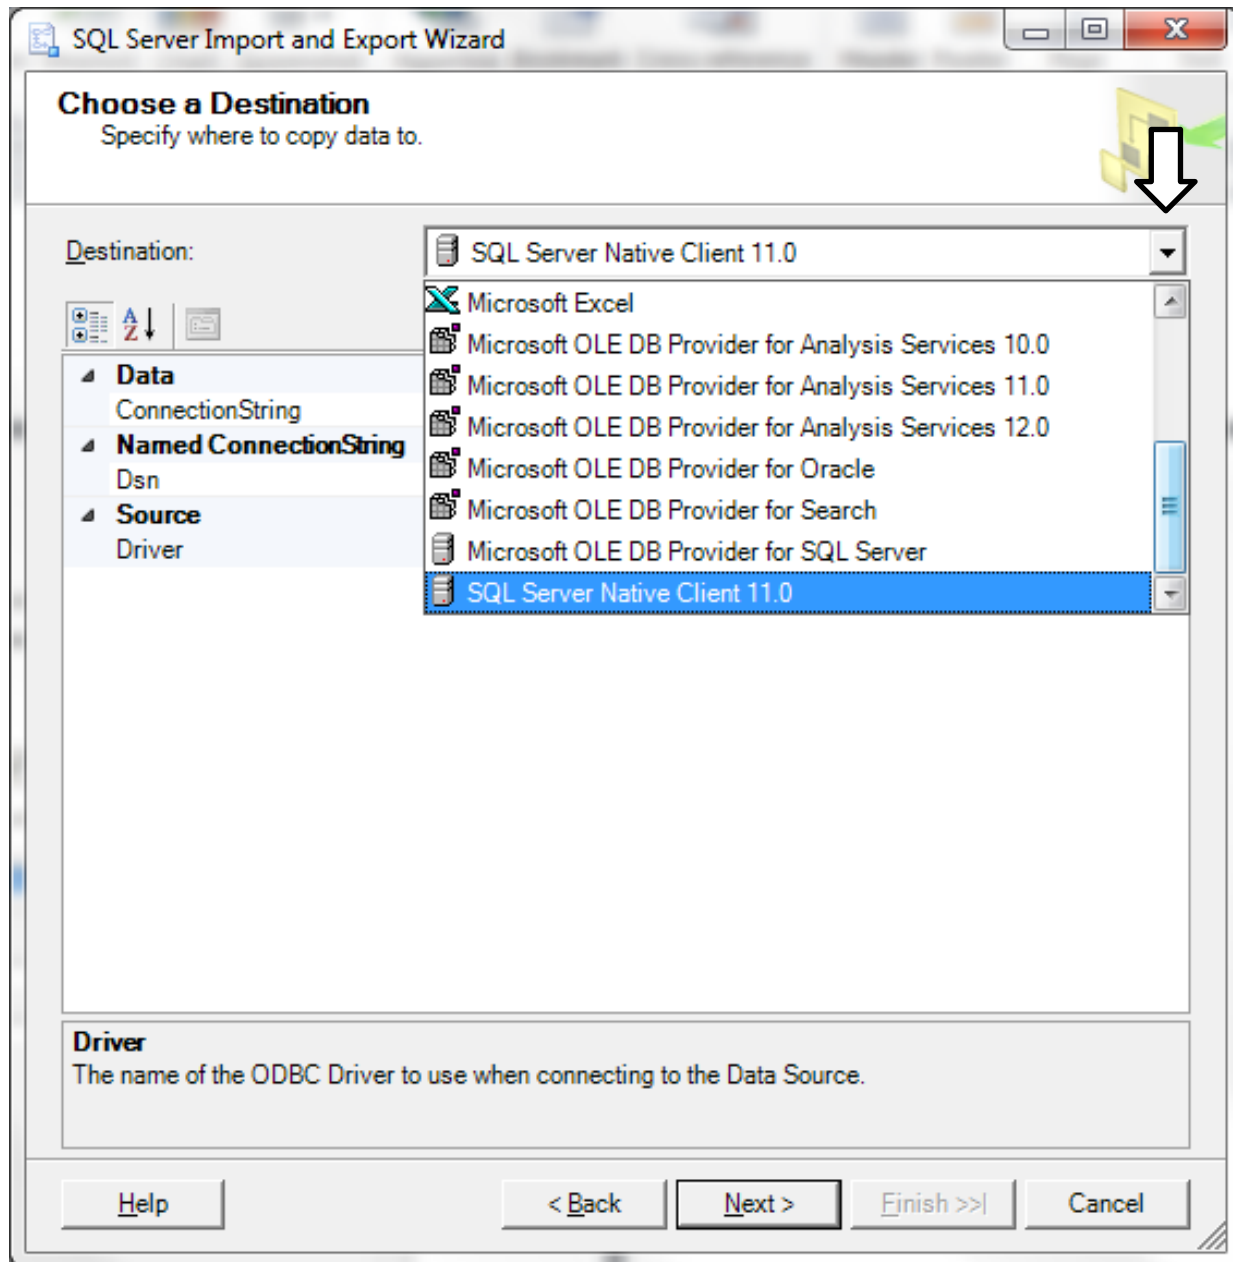 SQL Server Import and Export Wizard
Choose a Destination
Specify where to copy data to.
Destination:
SQL Server Native Client 11.0
Microsoft Excel
Microsoft OLE DB Provider for Analysis Services 10.0
Microsoft OLE DB Provider for Analysis Services 11.0
Microsoft OLE DB Provider for Analysis Services 12.0
Microsoft OLE DB Provider for Oracle
Microsoft OLE DB Provider for Search
Microsoft OLE DB Provider for SQL Server
SQL Server Native Client 11.0
Data
ConnectionString
Named ConnectionString
Dsn
Source
Driver
Driver
The name of the ODBC Driver to use when connecting to the Data Source.
Help
< Back
Next >
Finish >>|
Cancel